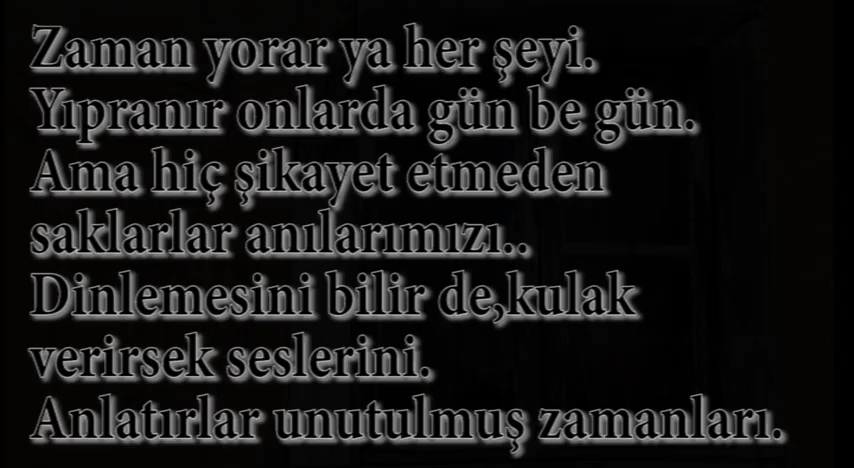 Zaman yorar ya her şeyi.
Yıpranır onlarda gün be gün.
Ama hiç şikayet etmeden
saklarlar anılarımızı..
Dinlemesini bilir de,kulak
verirsek seslerini.
Anlatırlar unutulmuş zamanları.